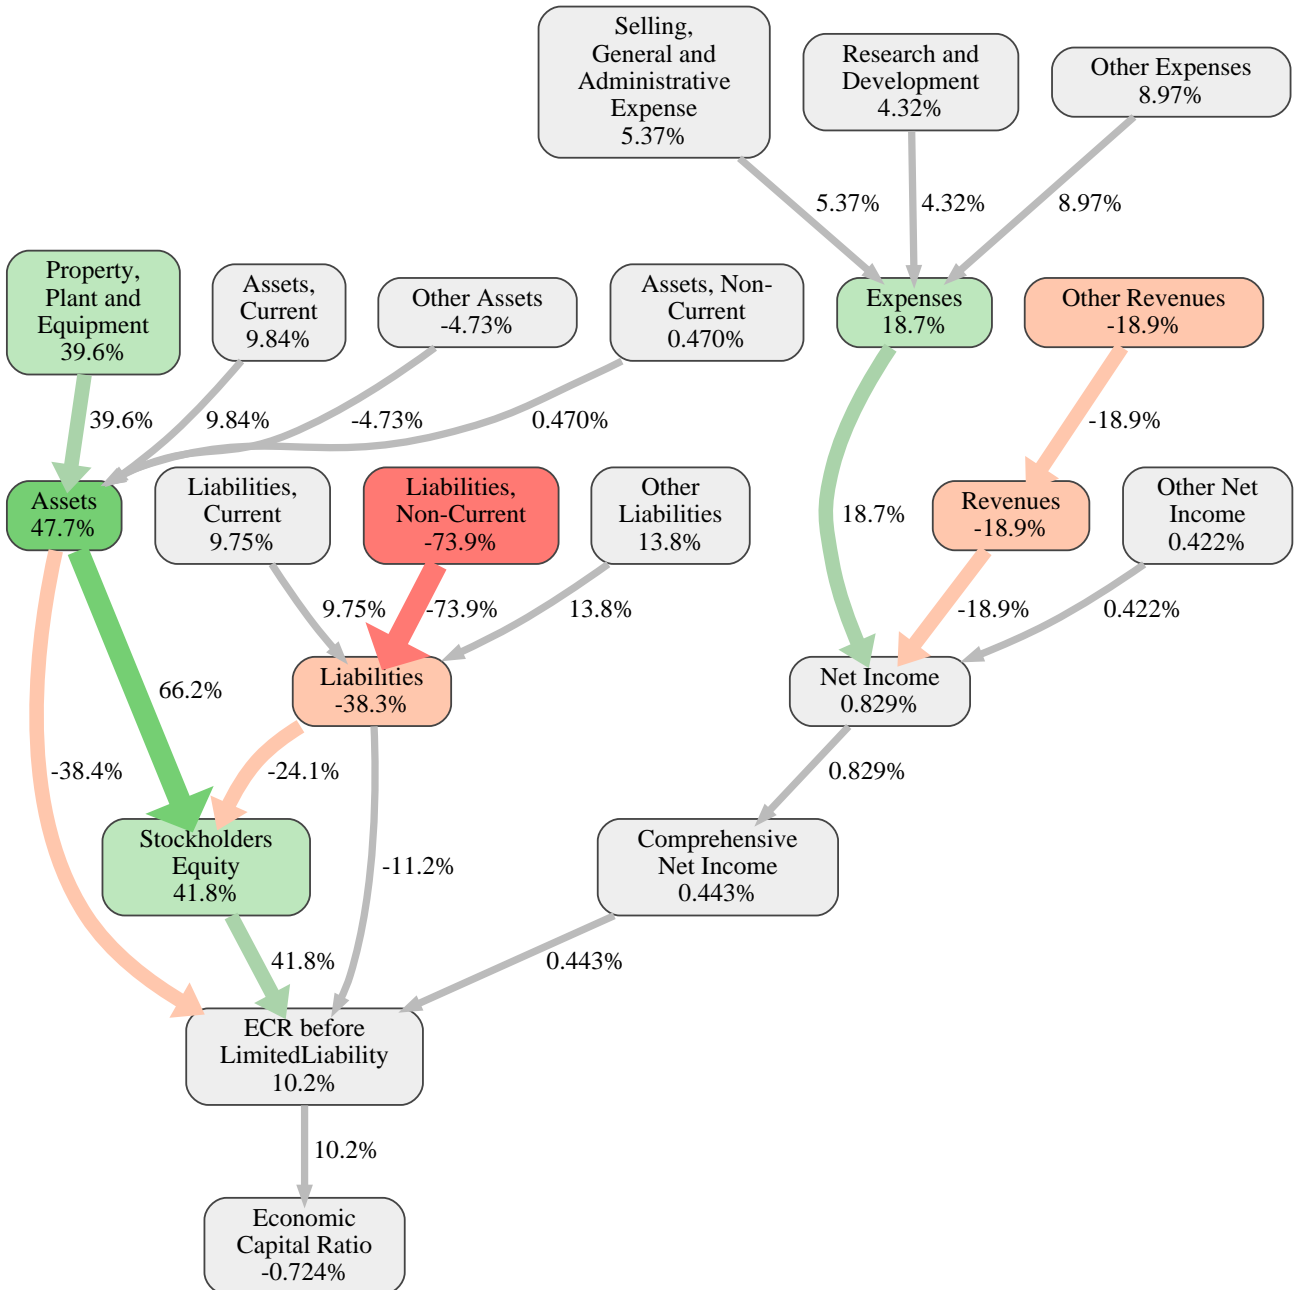 Selling,
General and
Administrative
Expense
5.37%
Research and
Development
4.32%
Other Expenses
8.97%
5.37%
4.32%
8.97%
Property,
Plant and
Equipment
39.6%
Assets,
Current
9.84%
Other Assets
-4.73%
Assets, Non-
Current
0.470%
Expenses
18.7%
Other Revenues
-18.9%
39.6%
9.84%
-4.73%
0.470%
-18.9%
Assets
47.7%
Liabilities,
Current
9.75%
Liabilities,
Non-Current
-73.9%
Other
Liabilities
13.8%
18.7%
Revenues
-18.9%
Other Net
Income
0.422%
9.75%
-73.9%
13.8%
-18.9%
0.422%
66.2%
Liabilities
-38.3%
Net Income
0.829%
-38.4%
-24.1%
0.829%
Stockholders
Equity
41.8%
-11.2%
Comprehensive
Net Income
0.443%
41.8%
0.443%
ECR before
LimitedLiability
10.2%
10.2%
Economic
Capital Ratio
-0.724%